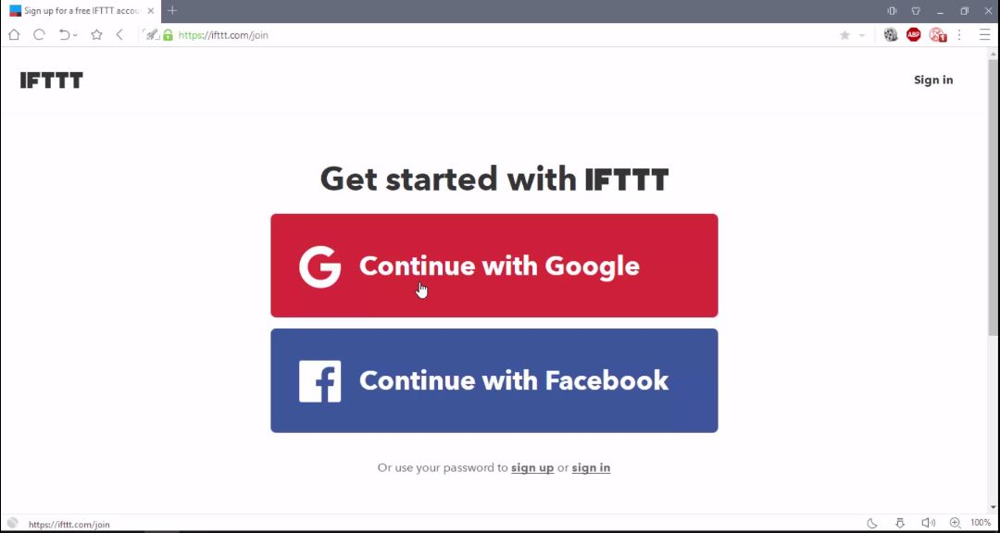 Sign up for a free IFTTT accou
https://ifttt.com/join
ABP
1
IFTTT
Sign in
Get started with IFTTT
G Continue with Google
f Continue with Facebook
Or use your password to sign up or sign in
https://ifttt.com/join
100%